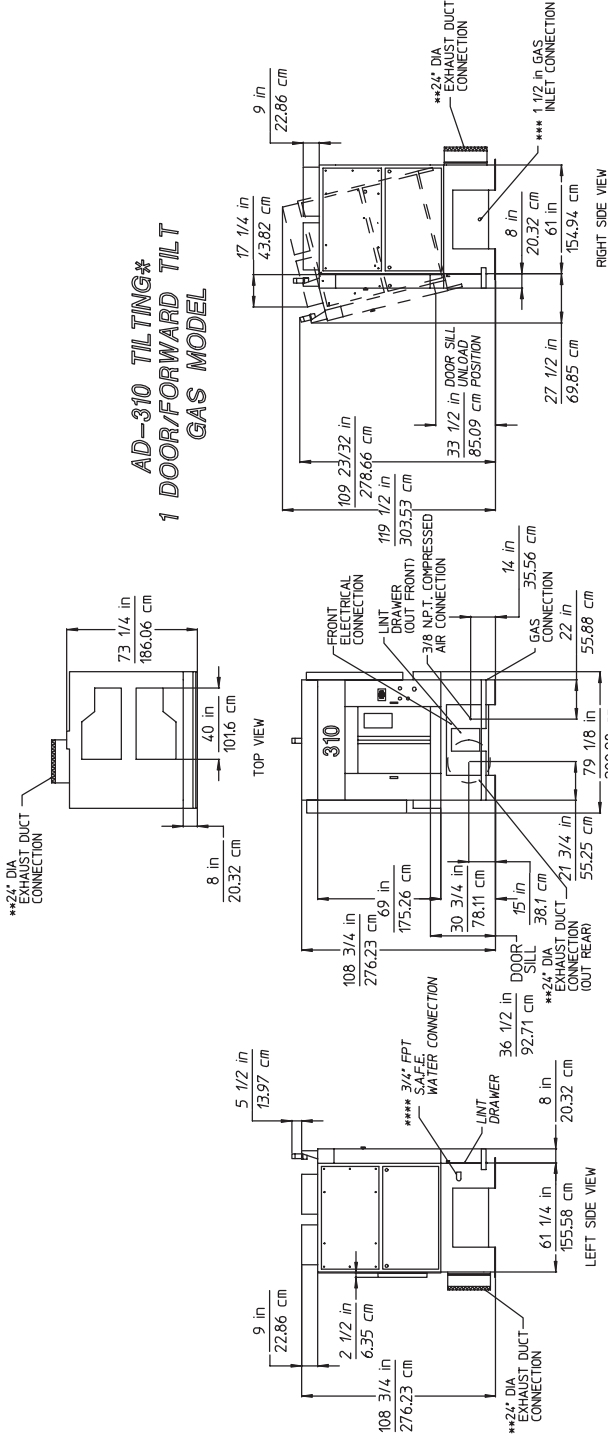 AD-310 TILTING*
1 DOOR/FORWARD TILT
GAS MODEL
**24" DIA
EXHAUST DUCT
CONNECTION
73 1/4 in
186.06 cm
40 in
101.6 cm
8 in
20.32 cm
TOP VIEW
9 in
22.86 cm
5 1/2 in
13.97 cm
2 1/2 in
6.35 cm
108 3/4 in
276.23 cm
**** 3/4" FPT
S.A.F.E.
WATER CONNECTION
LINT
DRAWER
**24" DIA
EXHAUST DUCT
CONNECTION
61 1/4 in
155.58 cm
8 in
20.32 cm
LEFT SIDE VIEW
108 3/4 in
276.23 cm
69 in
175.26 cm
310
FRONT
ELECTRICAL
CONNECTION
LINT
DRAWER
(OUT FRONT)
3/8 N.P.T. COMPRESSED
AIR CONNECTION
36 1/2 in
92.71 cm
DOOR
SILL
30 3/4 in
78.11 cm
15 in
38.1 cm
**24" DIA
EXHAUST DUCT
CONNECTION
(OUT REAR)
21 3/4 in
55.25 cm
14 in
35.56 cm
GAS
CONNECTION
22 in
55.88 cm
79 1/8 in
17 1/4 in
43.82 cm
9 in
22.86 cm
109 23/32 in
278.66 cm
119 1/2 in
303.53 cm
33 1/2 in DOOR SILL
UNLOAD
85.09 cm POSITION
**24" DIA
EXHAUST DUCT
CONNECTION
*** 1 1/2 in GAS
INLET CONNECTION
8 in
20.32 cm
61 in
154.94 cm
27 1/2 in
69.85 cm
RIGHT SIDE VIEW